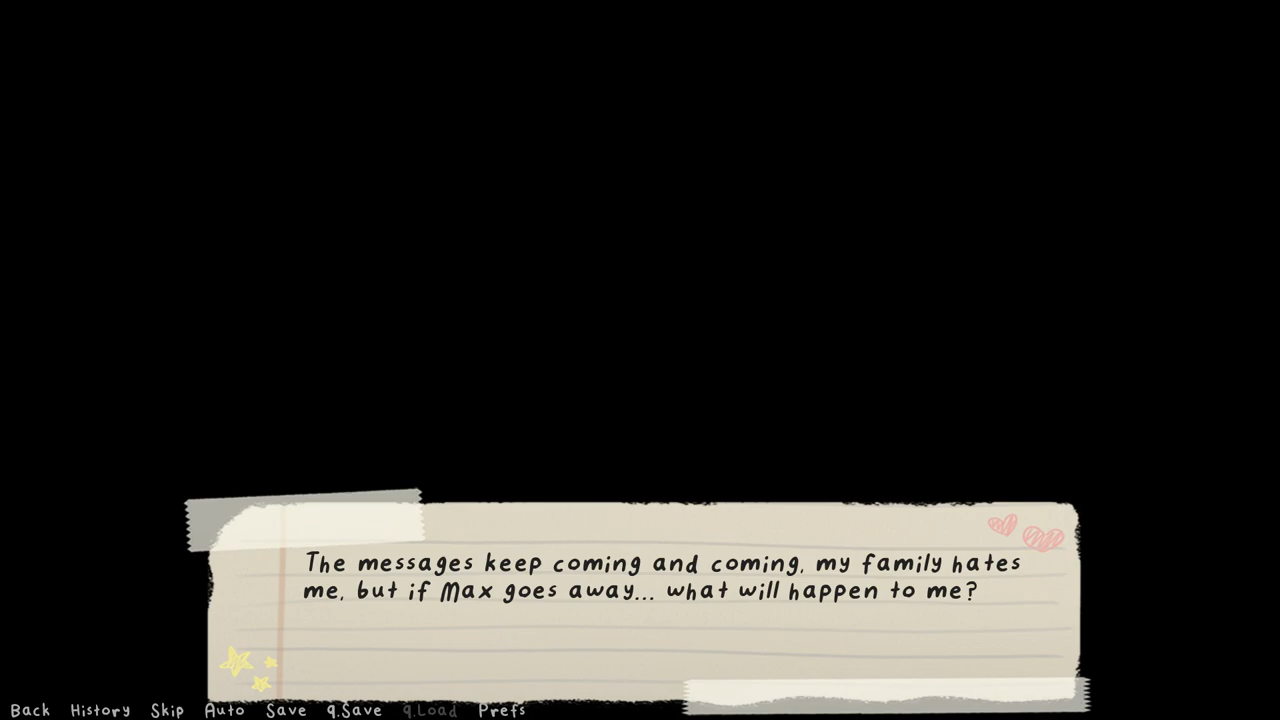 The messages keep coming and coming, my family hates
me, but if Max goes away... what will happen to me?
Back History Skip Auto Save q.Save q.Load Prefs